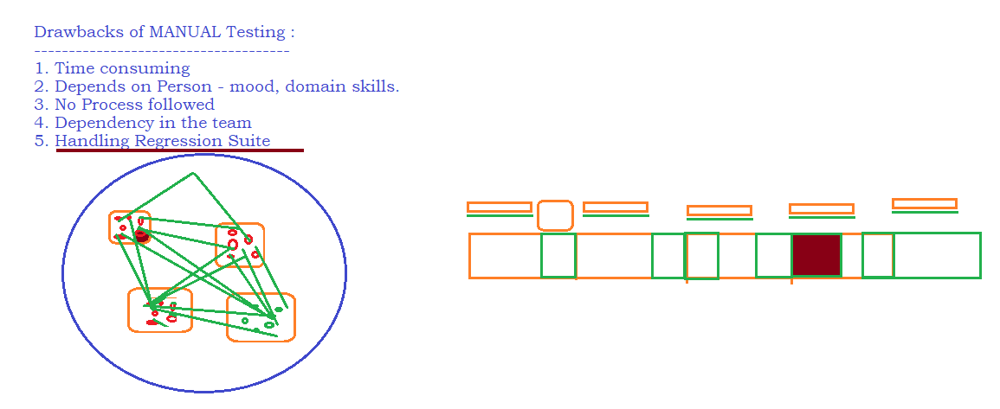 Drawbacks of MANUAL Testing :
-------------------------------------
1. Time consuming
2. Depends on Person - mood, domain skills.
3. No Process followed
4. Dependency in the team
5. Handling Regression Suite